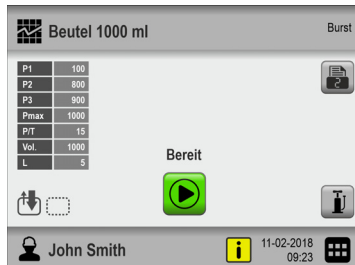 Beutel 1000 ml
Burst
P1 100
P2 800
P3 900
Pmax 1000
P/T 15
Vol. 1000
L 5
2
Bereit
John Smith
i
11-02-2018
09:23